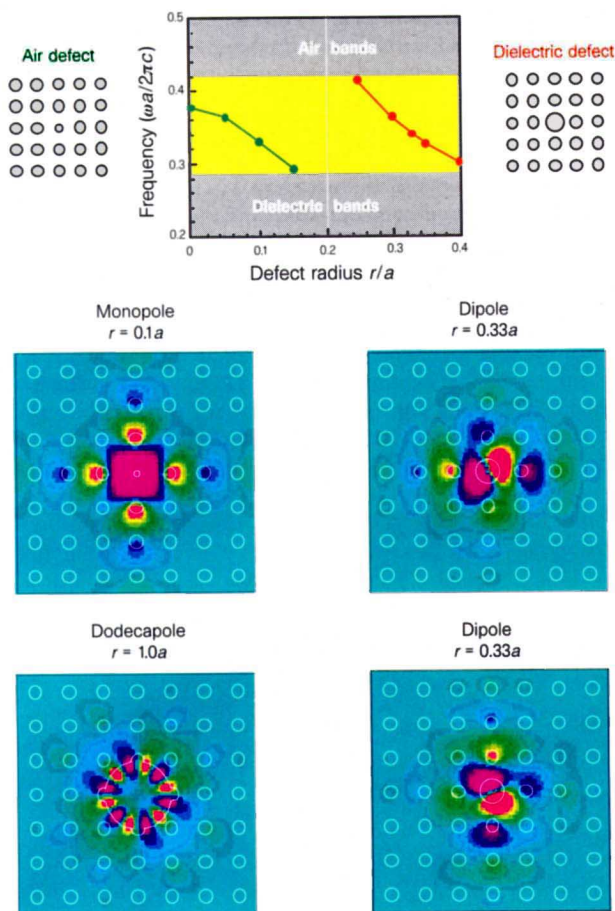 Air defect
Dielectric defect
Frequency (ωa/2πc)
0.5
0.4
0.3
0.2
Air bands
Dielectric bands
0
0.1
0.2
0.3
0.4
Defect radius r/a
Monopole
r = 0.1a
Dipole
r = 0.33a
Dodecapole
r = 1.0a
Dipole
r = 0.33a